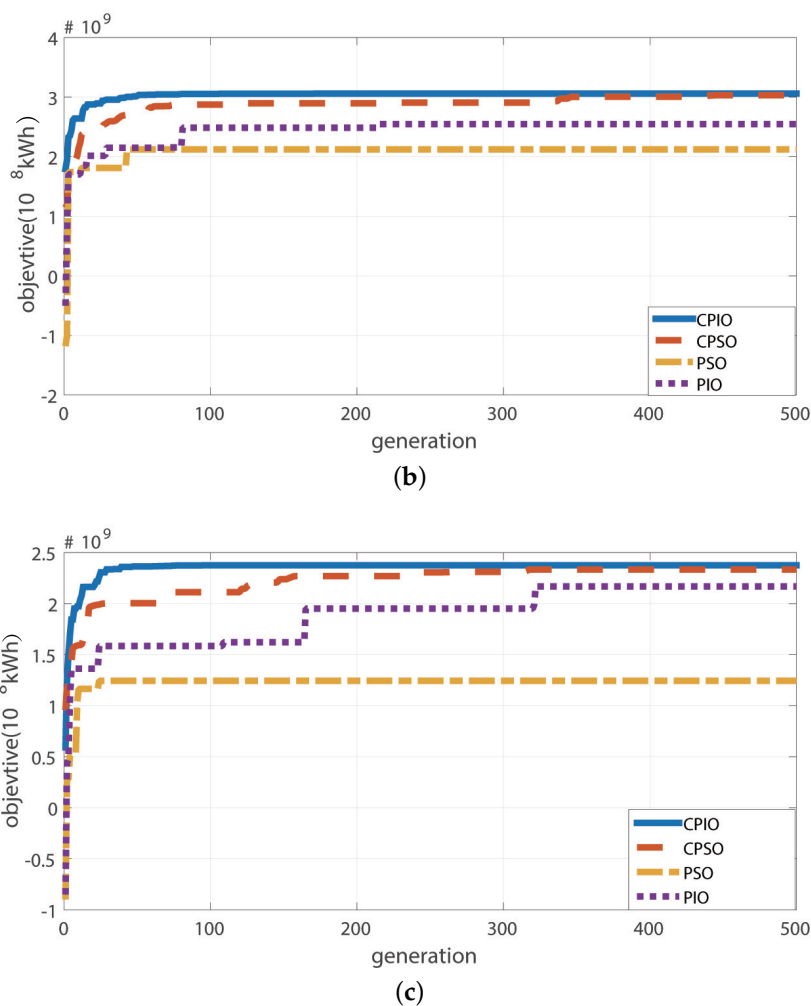 # 10 9
4
3
2
1
0
-1
-2
objevtive(10 8kWh)
CPIO
CPSO
PSO
PIO
0 100 200 300 400 500
generation
(b)
# 10 9
2.5
2
1.5
1
0.5
0
-0.5
-1
objevtive(10 °kWh)
CPIO
CPSO
PSO
PIO
0 100 200 300 400 500
generation
(c)